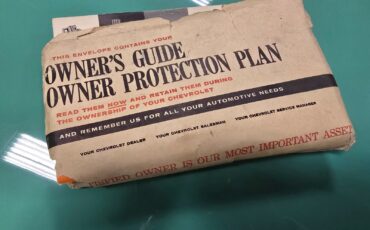 THIS ENVELOPE CONTAINS YOUR
OWNER'S GUIDE
OWNER PROTECTION PLAN
READ THEM NOW AND RETAIN THEM DURING
THE OWNERSHIP OF YOUR CHEVROLET
AND REMEMBER US FOR ALL YOUR AUTOMOTIVE NEEDS
YOUR CHEVROLET DEALER YOUR CHEVROLET SALESMAN YOUR CHEVROLET SERVICE MANAGER
OWNER IS OUR MOST IMPORTANT ASSET